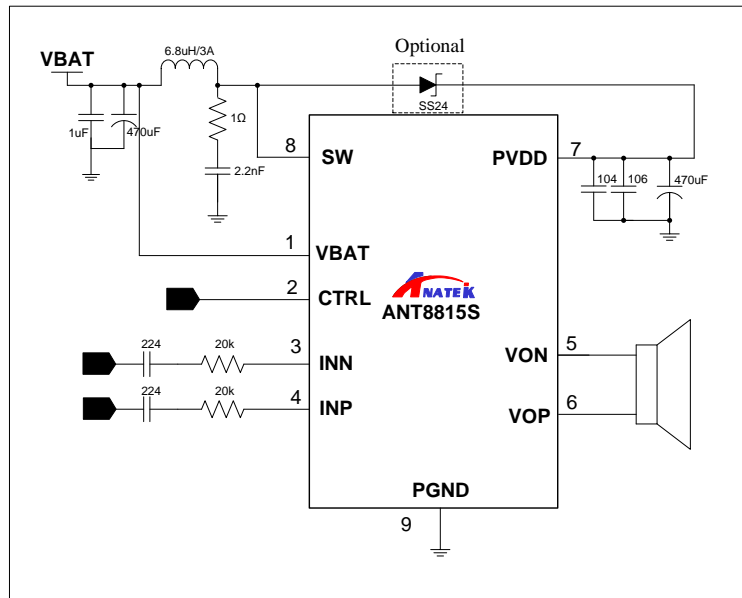 VBAT
6.8uH/3A
Optional
SS24
1uF
470uF
1Ω
2.2nF
8
SW
PVDD
7
104
106
470uF
1
VBAT
2
CTRL
ANATEK
ANT8815S
224
20k
3
INN
VON
5
224
20k
4
INP
VOP
6
PGND
9